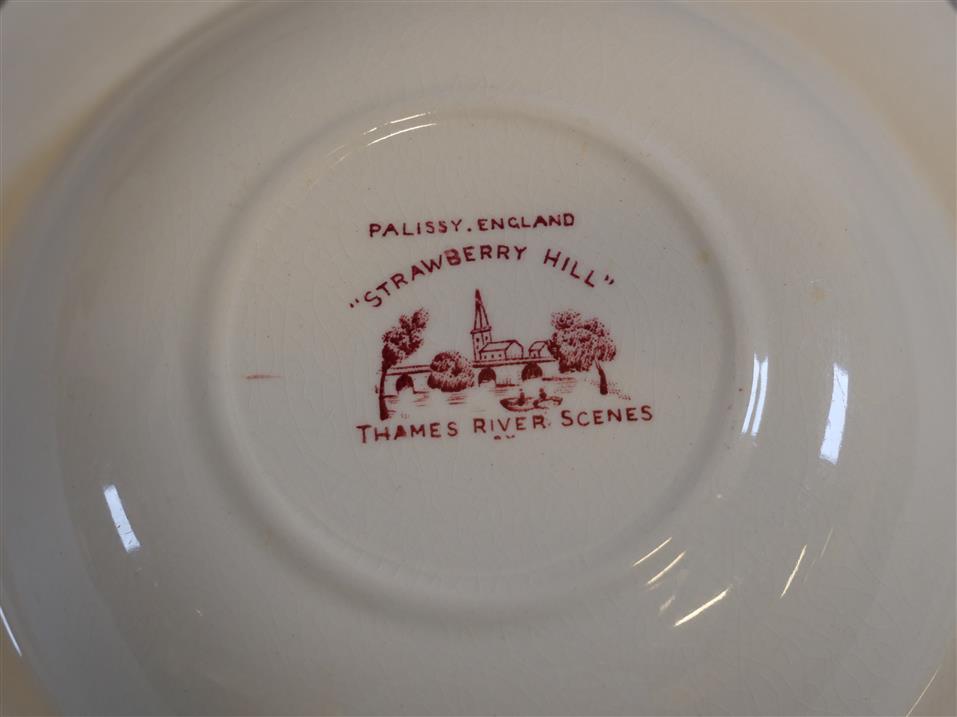 PALISSY. ENGLAND
"STRAWBERRY HILL"
THAMES RIVER SCENES